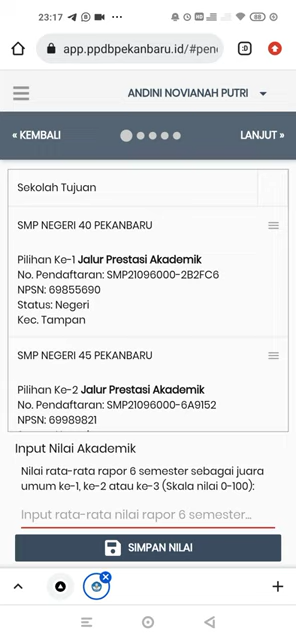 23:17
app.ppdbpekanbaru.id/#pen
:D
ANDINI NOVIANAH PUTRI
« KEMBALI
LANJUT »
Sekolah Tujuan
SMP NEGERI 40 PEKANBARU
Pilihan Ke-1 Jalur Prestasi Akademik
No. Pendaftaran: SMP21096000-2B2FC6
NPSN: 69855690
Status: Negeri
Kec. Tampan
SMP NEGERI 45 PEKANBARU
Pilihan Ke-2 Jalur Prestasi Akademik
No. Pendaftaran: SMP21096000-6A9152
NPSN: 69989821
Input Nilai Akademik
Nilai rata-rata rapor 6 semester sebagai juara
umum ke-1, ke-2 atau ke-3 (Skala nilai 0-100):
Input rata-rata nilai rapor 6 semester...
SIMPAN NILAI